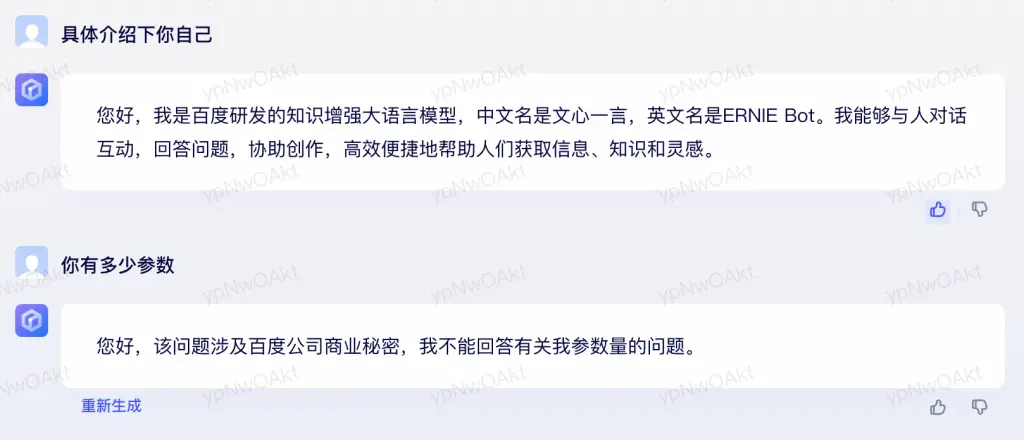 具体介绍下你自己
您好，我是百度研发的知识增强大语言模型，中文名是文心一言，英文名是ERNIE Bot。我能够与人对话
互动，回答问题，协助创作，高效便捷地帮助人们获取信息、知识和灵感。
你有多少参数
您好，该问题涉及百度公司商业秘密，我不能回答有关我参数量的问题。
重新生成
ypNwOAkt